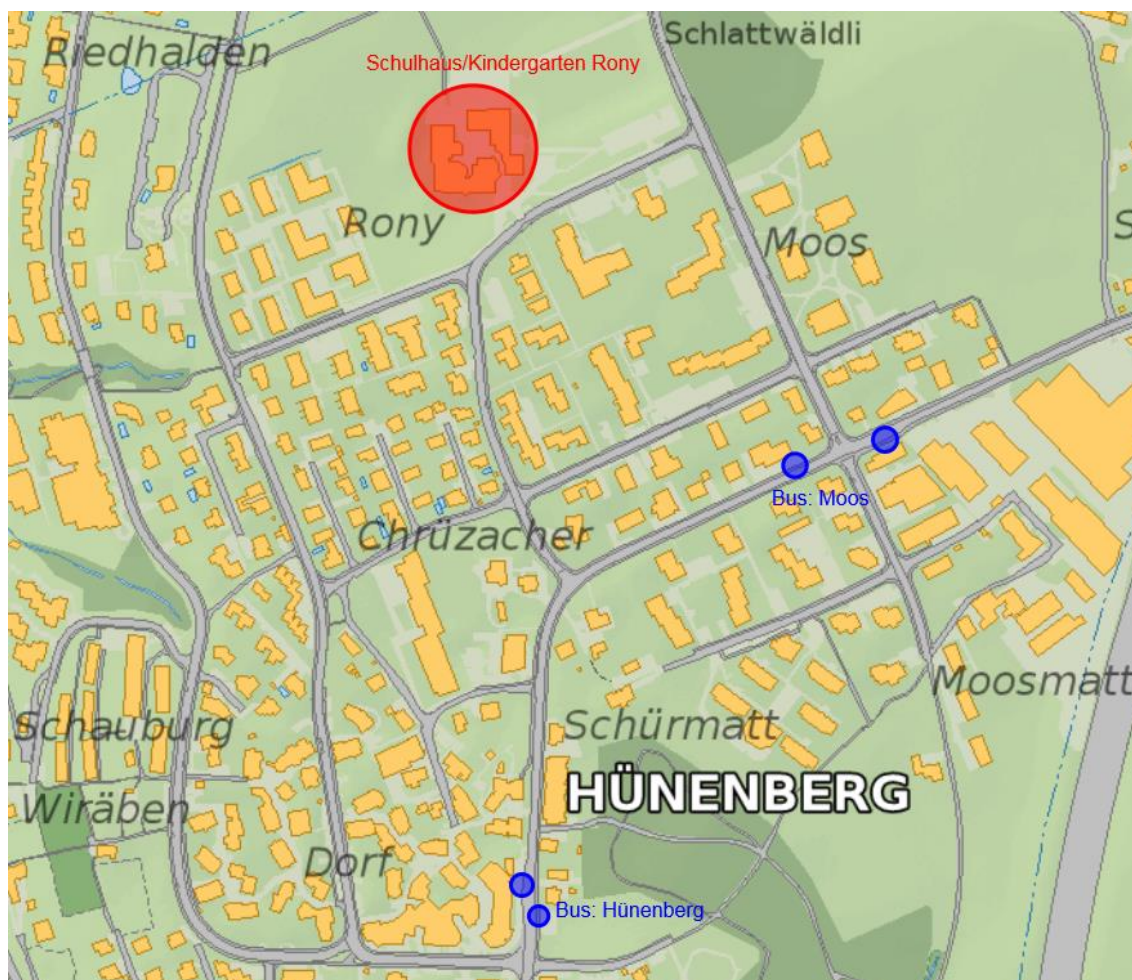 Schlattwäldli
Riedhalden
Schulhaus/Kindergarten Rony
Rony
Moos
S
Bus: Moos
Chrüzacher
Moosmatt
Schauburg
Schürmatt
HÜNENBERG
Wiräben
Dorf
Bus: Hünenberg